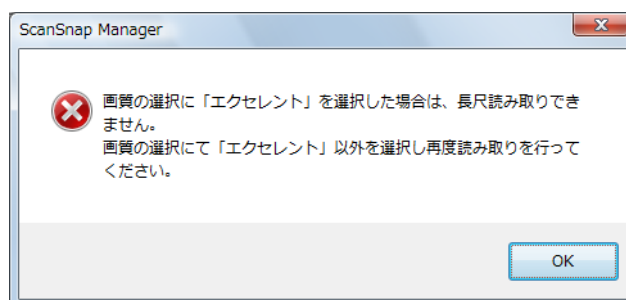 ScanSnap Manager
画質の選択に「エクセレント」を選択した場合は、長尺読み取りでき
ません。
画質の選択にて「エクセレント」以外を選択し再度読み取りを行って
ください。
OK